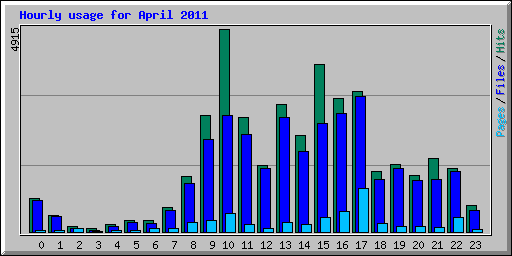 Hourly usage for April 2011
4915
Pages / Files / Hits
0 1 2 3 4 5 6 7 8 9 10 11 12 13 14 15 16 17 18 19 20 21 22 23